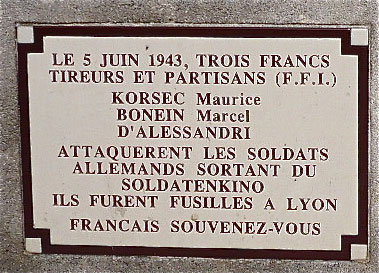 LE 5 JUIN 1943, TROIS FRANCS
TIREURS ET PARTISANS (F.F.I.)
KORSEC Maurice
BONEIN Marcel
D'ALESSANDRI
ATTAQUERENT LES SOLDATS
ALLEMANDS SORTANT DU
SOLDATENKINO
ILS FURENT FUSILLES A LYON
FRANCAIS SOUVENEZ-VOUS